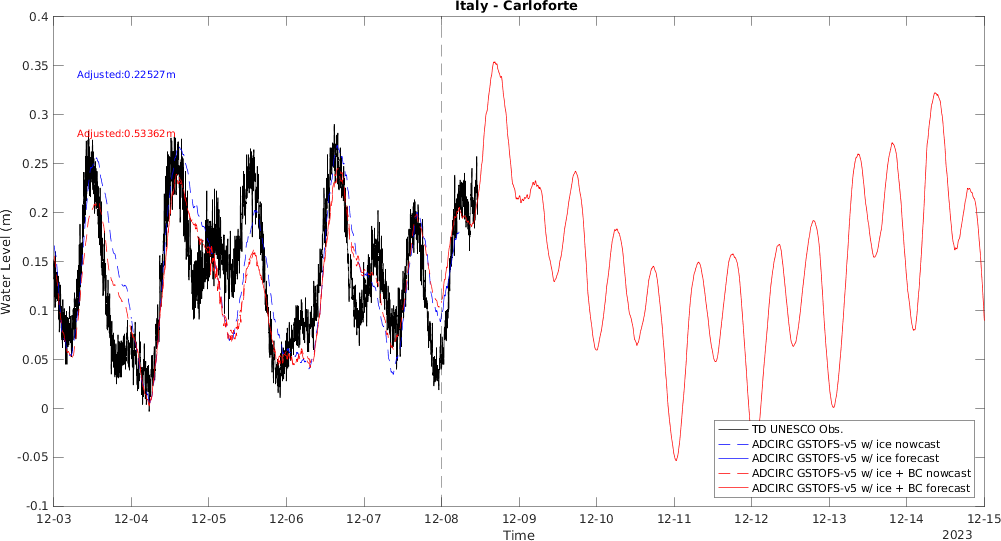 Italy - Carloforte
0.4
0.35
0.3
0.25
0.2
0.15
0.1
0.05
0
-0.05
-0.1
Water Level (m)
Adjusted:0.22527m
Adjusted:0.53362m
TD UNESCO Obs.
ADCIRC GSTOFS-v5 w/ ice nowcast
ADCIRC GSTOFS-v5 w/ ice forecast
ADCIRC GSTOFS-v5 w/ ice + BC nowcast
ADCIRC GSTOFS-v5 w/ ice + BC forecast
12-03 12-04 12-05 12-06 12-07 12-08 12-09 12-10 12-11 12-12 12-13 12-14 12-15
Time
2023